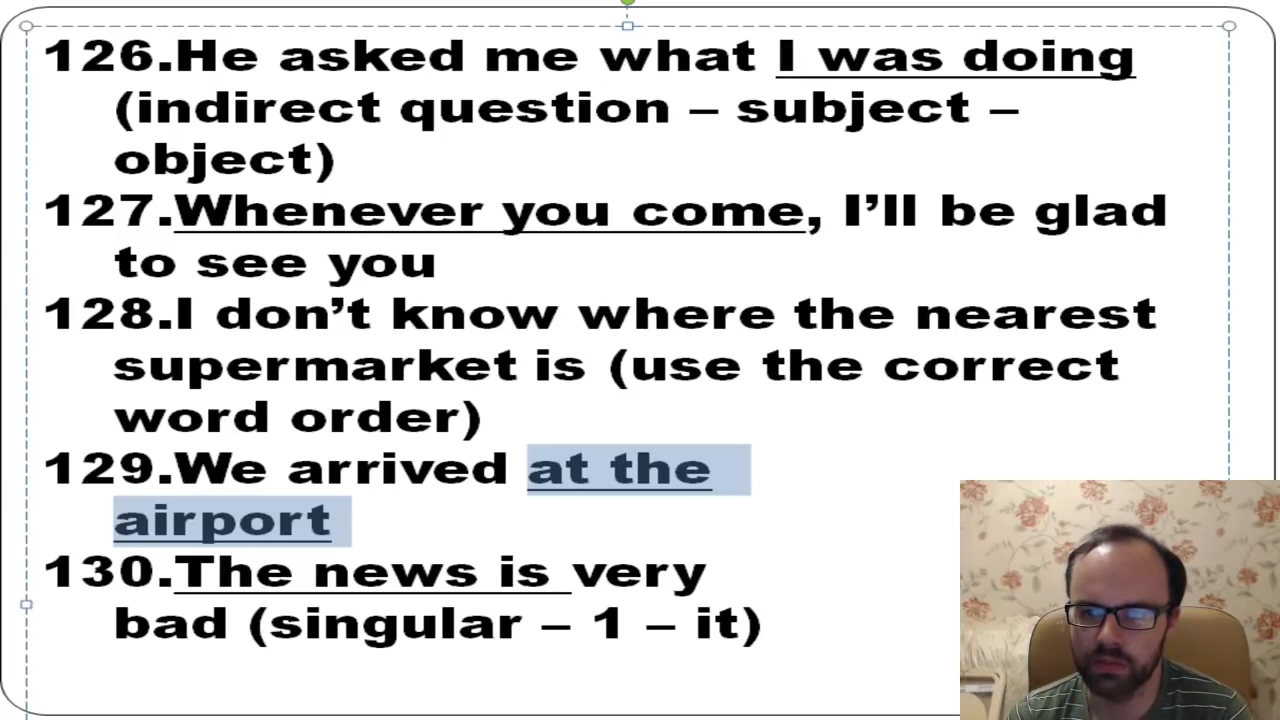 126.He asked me what I was doing
(indirect question – subject –
object)
127.Whenever you come, I’ll be glad
to see you
128.I don’t know where the nearest
supermarket is (use the correct
word order)
129.We arrived at the
airport
130.The news is very
bad (singular – 1 – it)